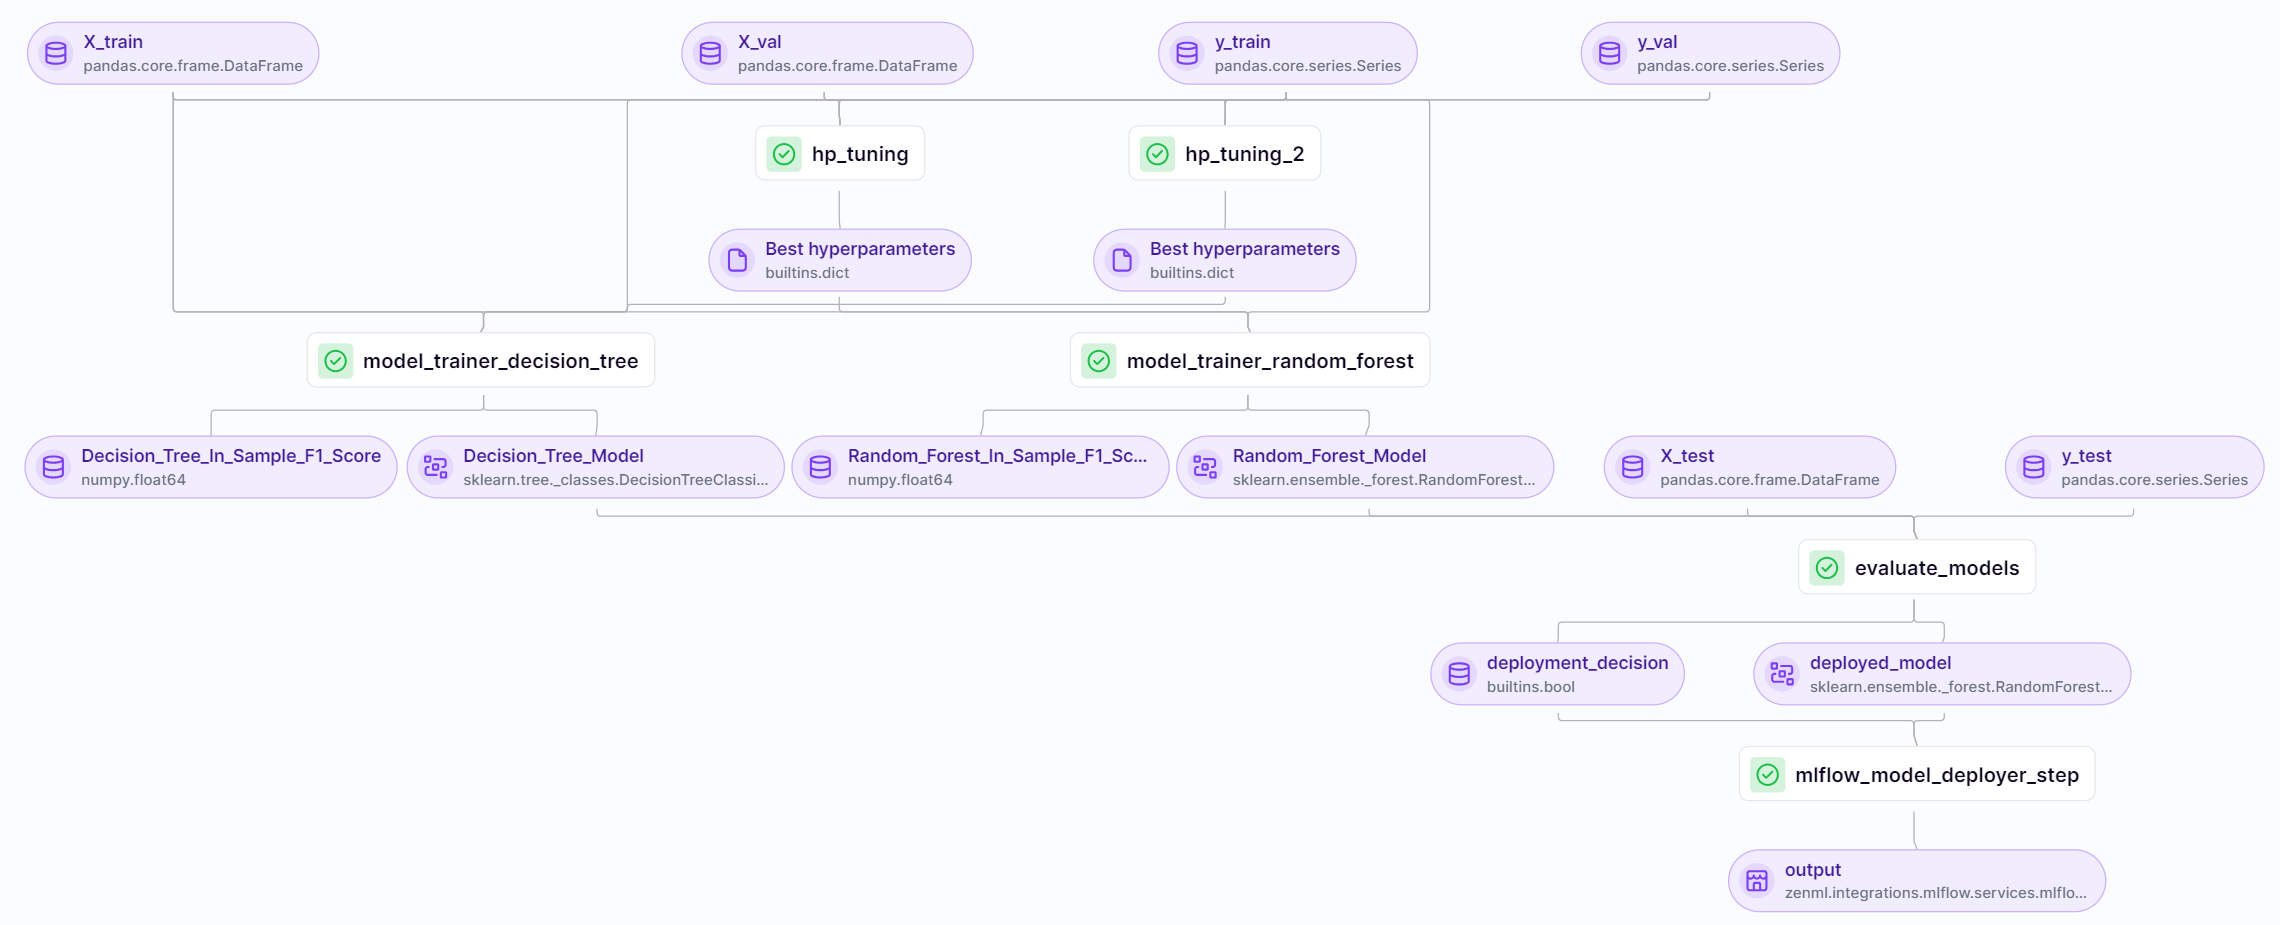 X_train
pandas.core.frame.DataFrame
X_val
pandas.core.frame.DataFrame
y_train
pandas.core.series.Series
y_val
pandas.core.series.Series
hp_tuning
hp_tuning_2
Best hyperparameters
builtins.dict
Best hyperparameters
builtins.dict
model_trainer_decision_tree
model_trainer_random_forest
Decision_Tree_In_Sample_F1_Score
numpy.float64
Decision_Tree_Model
sklearn.tree._classes.DecisionTreeClassi...
Random_Forest_In_Sample_F1_Sc...
numpy.float64
Random_Forest_Model
sklearn.ensemble._forest.RandomForest...
X_test
pandas.core.frame.DataFrame
y_test
pandas.core.series.Series
evaluate_models
deployment_decision
builtins.bool
deployed_model
sklearn.ensemble._forest.RandomForest...
mlflow_model_deployer_step
output
zenml.integrations.mlflow.services.mlflo...